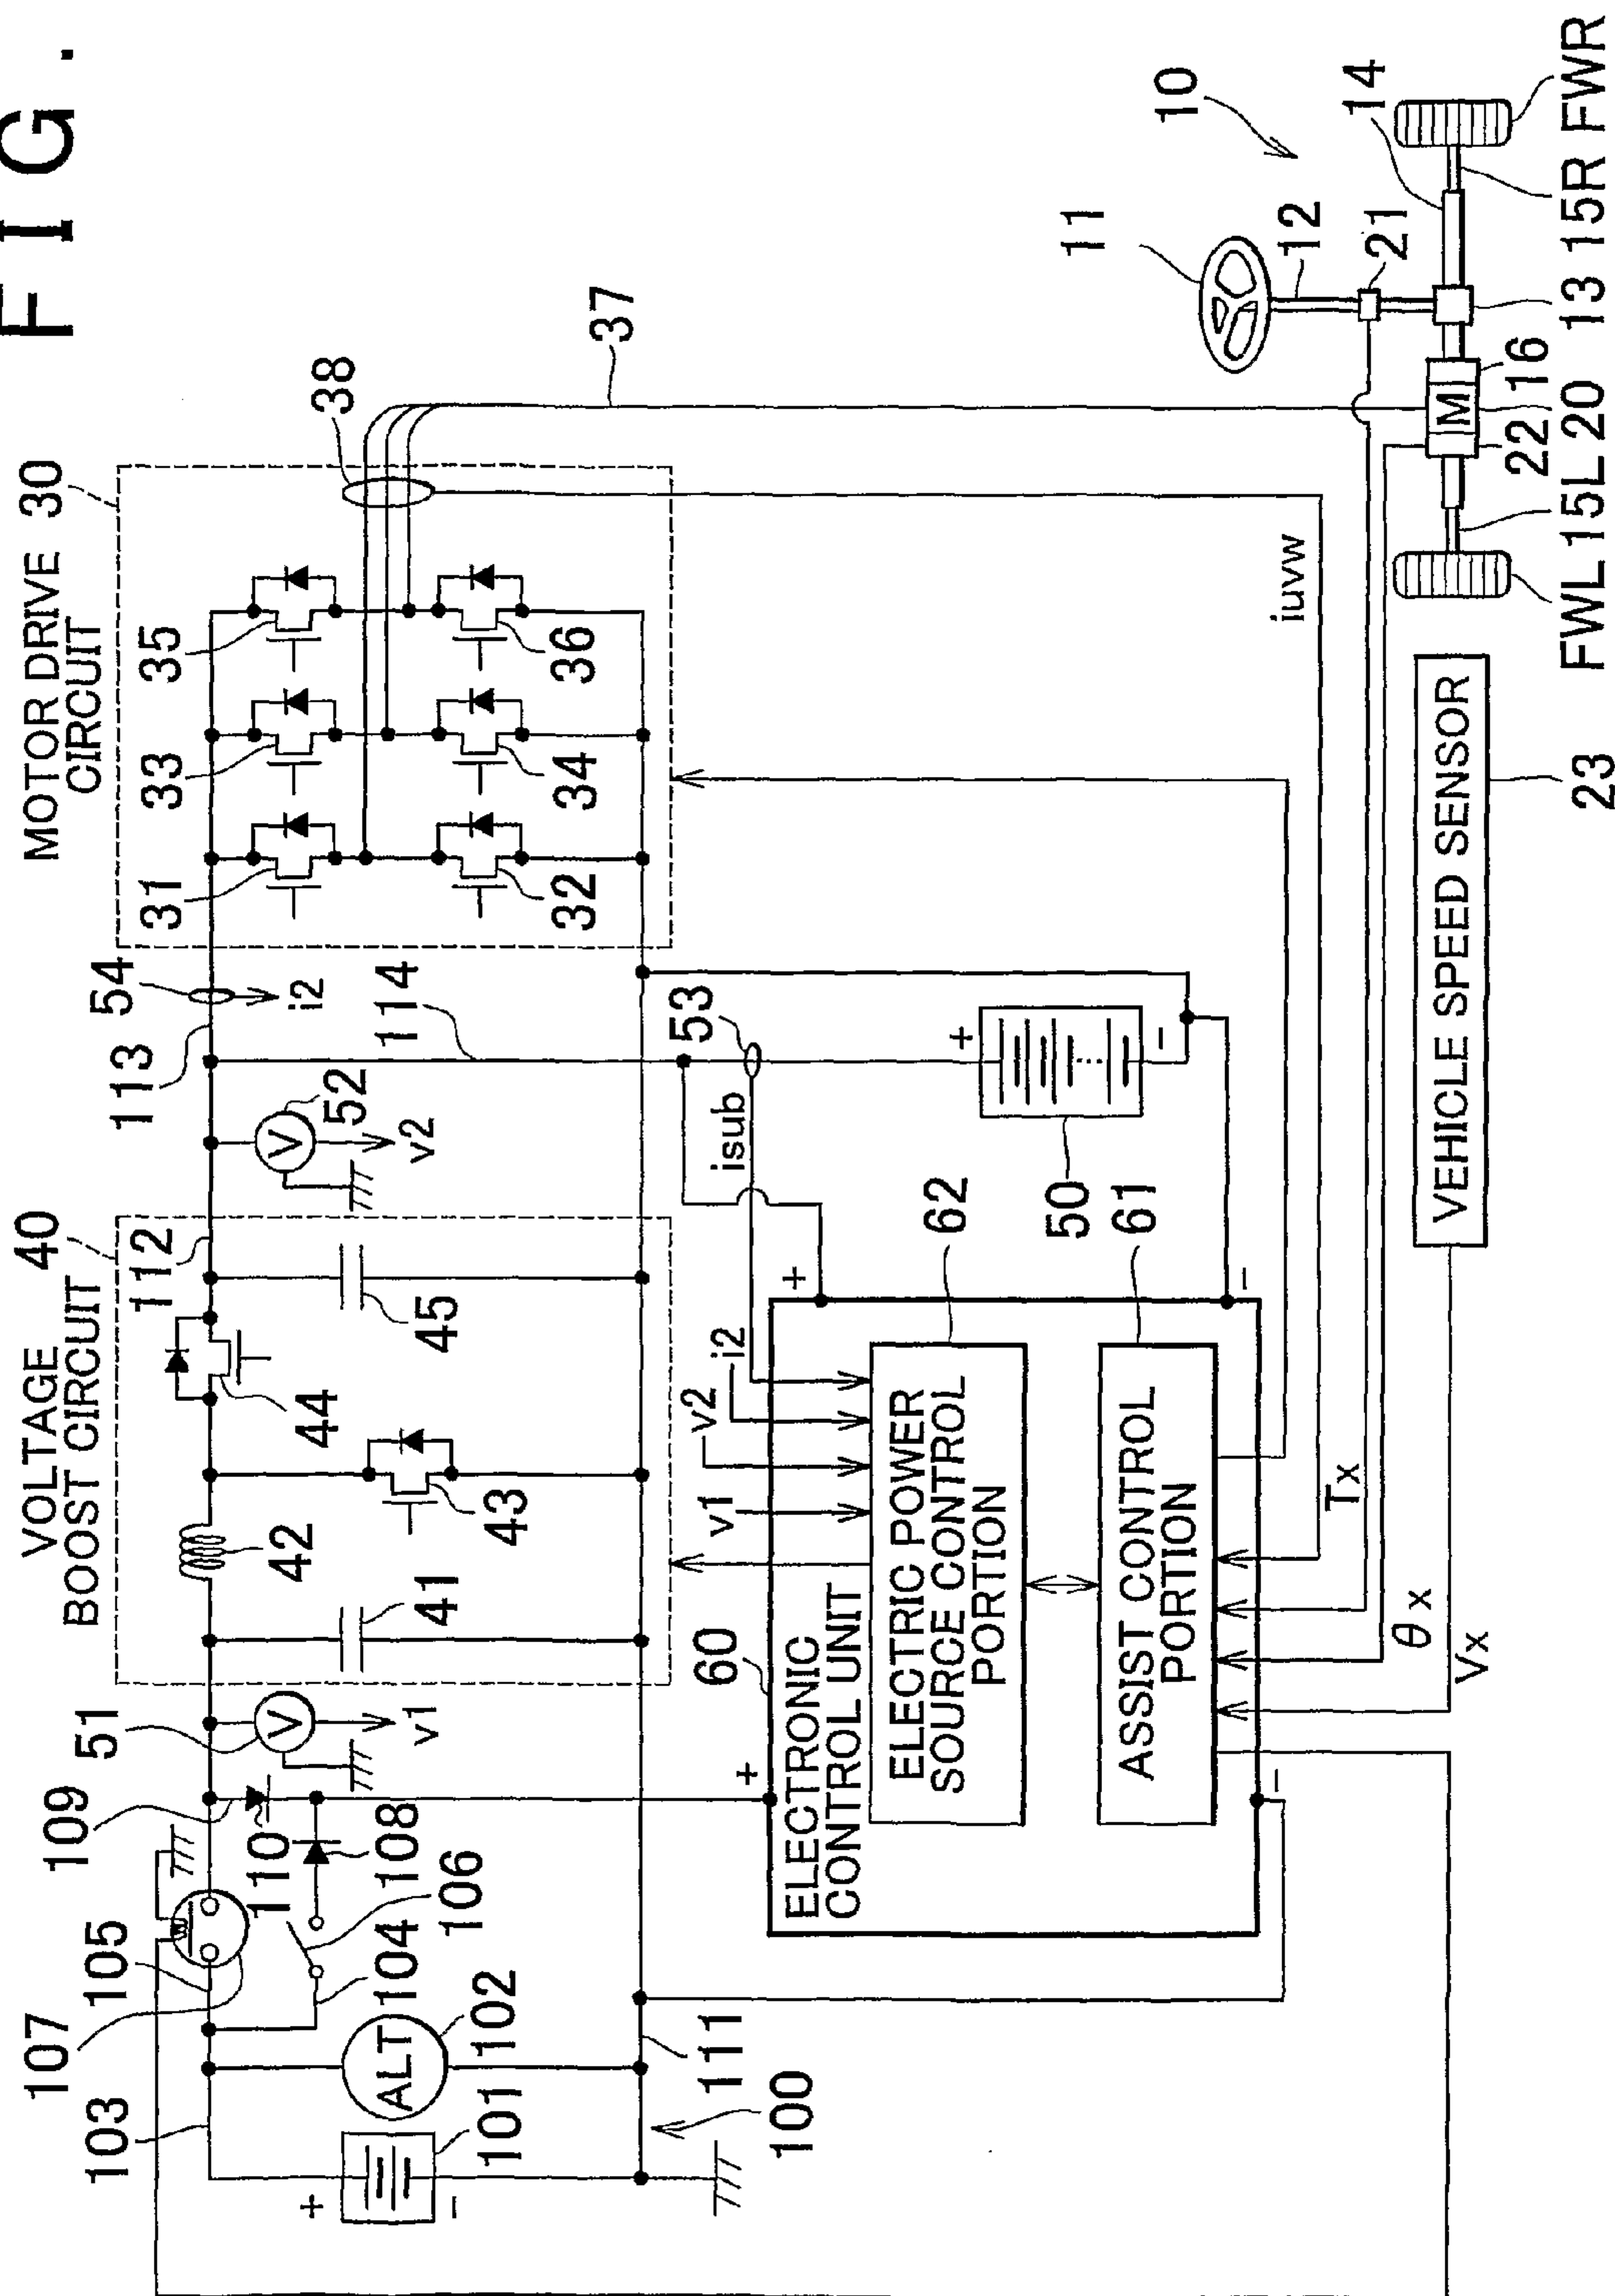 FIG.
MOTOR DRIVE 30
CIRCUIT
VOLTAGE 40
BOOST CIRCUIT
103
107
105
109
51
112
113
54
31
33
35
38
37
110
108
106
104
ALT
102
101
+
−
100
111
V
v1
41
42
43
44
45
V
52
v2
i2
114
53
isub
32
34
36
60
ELECTRONIC
CONTROL UNIT
+
−
+
−
v1
v2
i2
62
ELECTRIC POWER
SOURCE CONTROL
PORTION
61
ASSIST CONTROL
PORTION
50
+
−
iuvw
Tx
θx
Vx
VEHICLE SPEED SENSOR
23
10
11
12
21
14
M
22
20
16
13
FWL
15L
15R
FWR